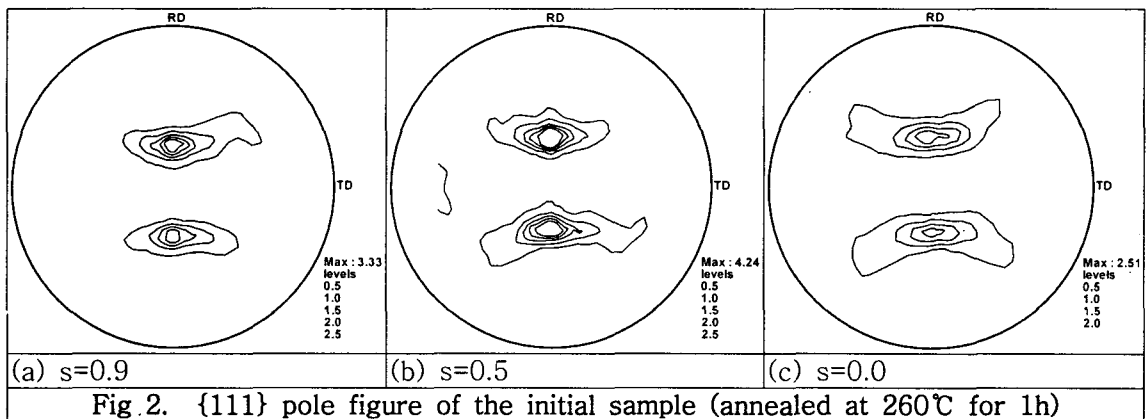 RD
TD
Max : 3.33
levels
0.5
1.0
1.5
2.0
2.5
(a) s=0.9
RD
TD
Max : 4.24
levels
0.5
1.0
1.5
2.0
2.5
(b) s=0.5
RD
TD
Max : 2.51
levels
0.5
1.0
1.5
2.0
(c) s=0.0
Fig.2. {111} pole figure of the initial sample (annealed at 260℃ for 1h)